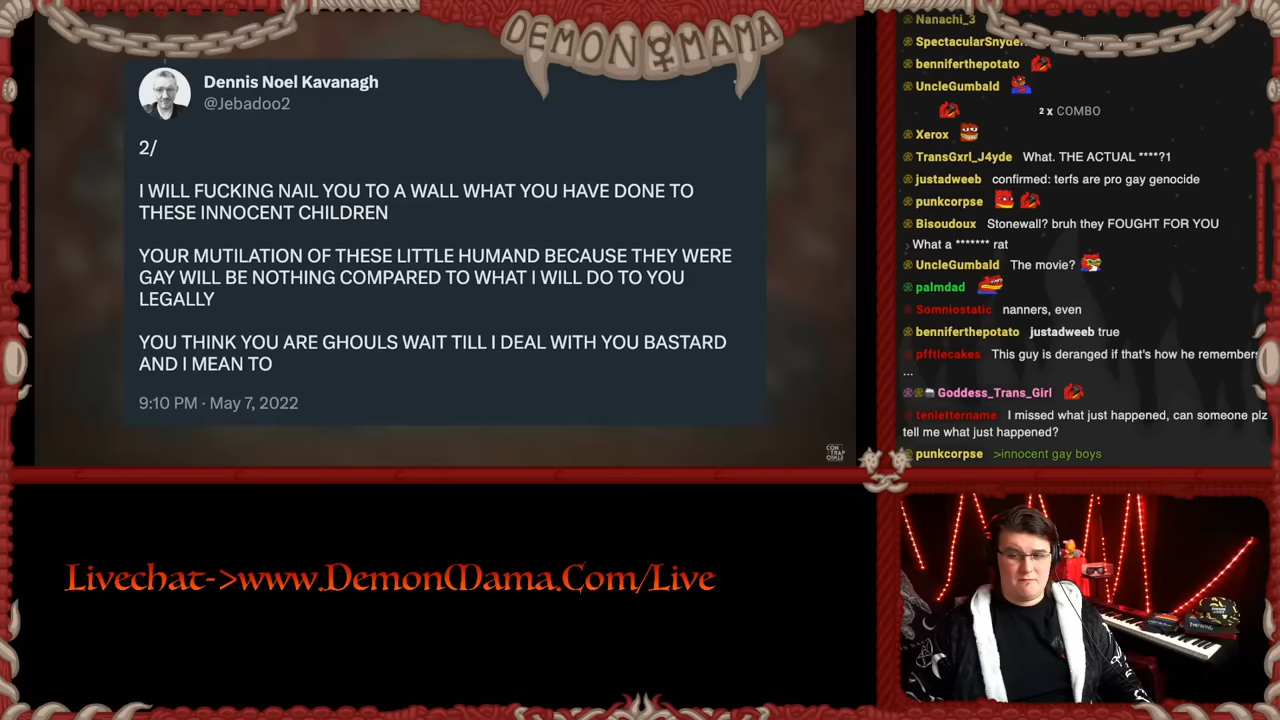 DEMON MAMA
Dennis Noel Kavanagh
@Jebadoo2
2/
I WILL FUCKING NAIL YOU TO A WALL WHAT YOU HAVE DONE TO
THESE INNOCENT CHILDREN
YOUR MUTILATION OF THESE LITTLE HUMAND BECAUSE THEY WERE
GAY WILL BE NOTHING COMPARED TO WHAT I WILL DO TO YOU
LEGALLY
YOU THINK YOU ARE GHOULS WAIT TILL I DEAL WITH YOU BASTARD
AND I MEAN TO
9:10 PM · May 7, 2022
CON
TRAP
Livechat->www.DemonMama.Com/Live
Nanachi_3
benniferthepotato
UncleGumbald
2 x COMBO
Xerox
TransGxrl_J4yde What. THE ACTUAL ****?1
justadweeb confirmed: terfs are pro gay genocide
punkcorpse
Bisoudoux Stonewall? bruh they FOUGHT FOR YOU
What a ******* rat
UncleGumbald The movie?
palmdad
Somniostatic nanners, even
benniferthepotato justadweeb true
pfftlecakes This guy is deranged if that's how he remembers
...
Goddess_Trans_Girl
tenlettername I missed what just happened, can someone plz
tell me what just happened?
punkcorpse >innocent gay boys